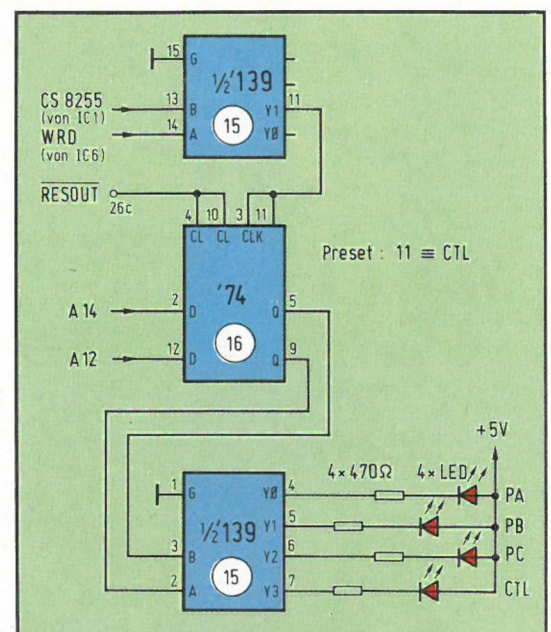 15
G
½'139
CS 8255
(von IC1)
13
B
Y1
11
WRD
(von IC6)
14
A
15
YØ
RESOUT
26c
4
10
3
11
CL
CL
CLK
Preset : 11 ≡ CTL
'74
A14
2
D
Q
5
16
A12
12
D
Q
9
+5V
4×470Ω
4×LED
1
G
YØ
4
PA
½'139
Y1
5
PB
3
B
Y2
6
PC
2
A
15
Y3
7
CTL